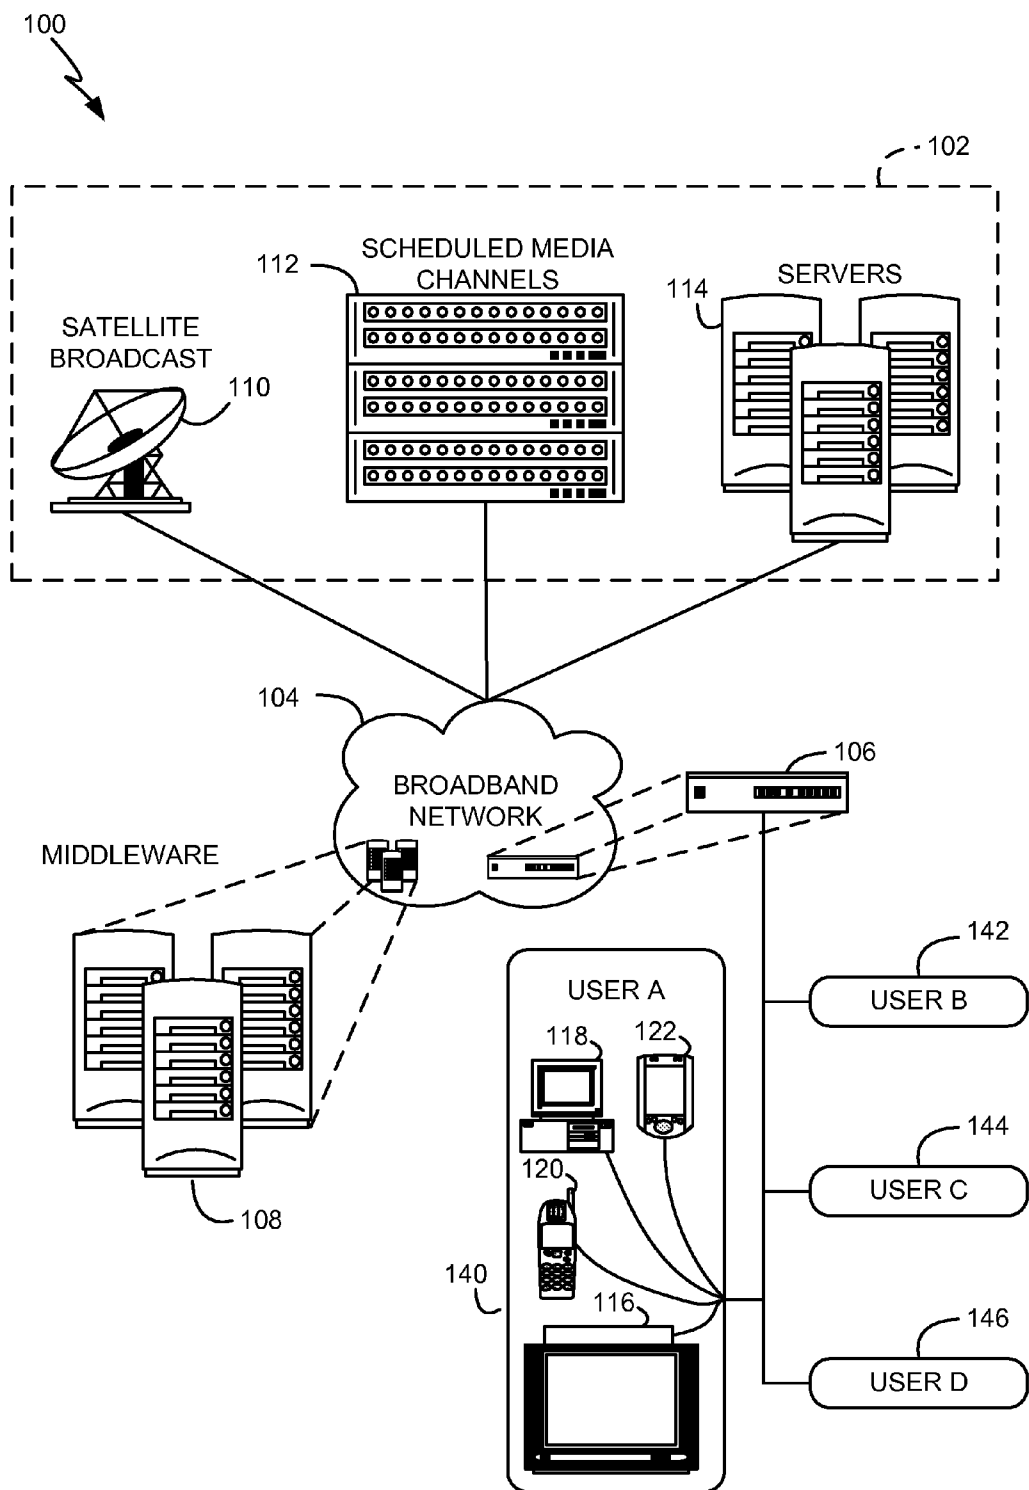 100
102
SCHEDULED MEDIA
CHANNELS
112
SERVERS
114
SATELLITE
BROADCAST
110
104
BROADBAND
NETWORK
106
MIDDLEWARE
108
142
USER A
USER B
118
122
120
144
USER C
140
116
146
USER D